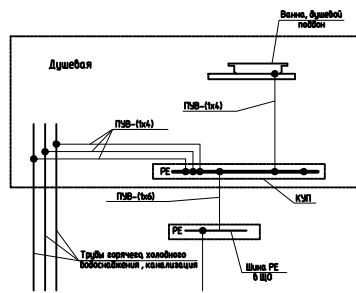 Ванна, душевой
поддон
Душевая
ПУВ-(1х4)
ПУВ-(1х4)
PE
КУП
ПУВ-(1х6)
PE
Трубы горячего, холодного
водоснабжения , канализация
Шина PE
в ЩО